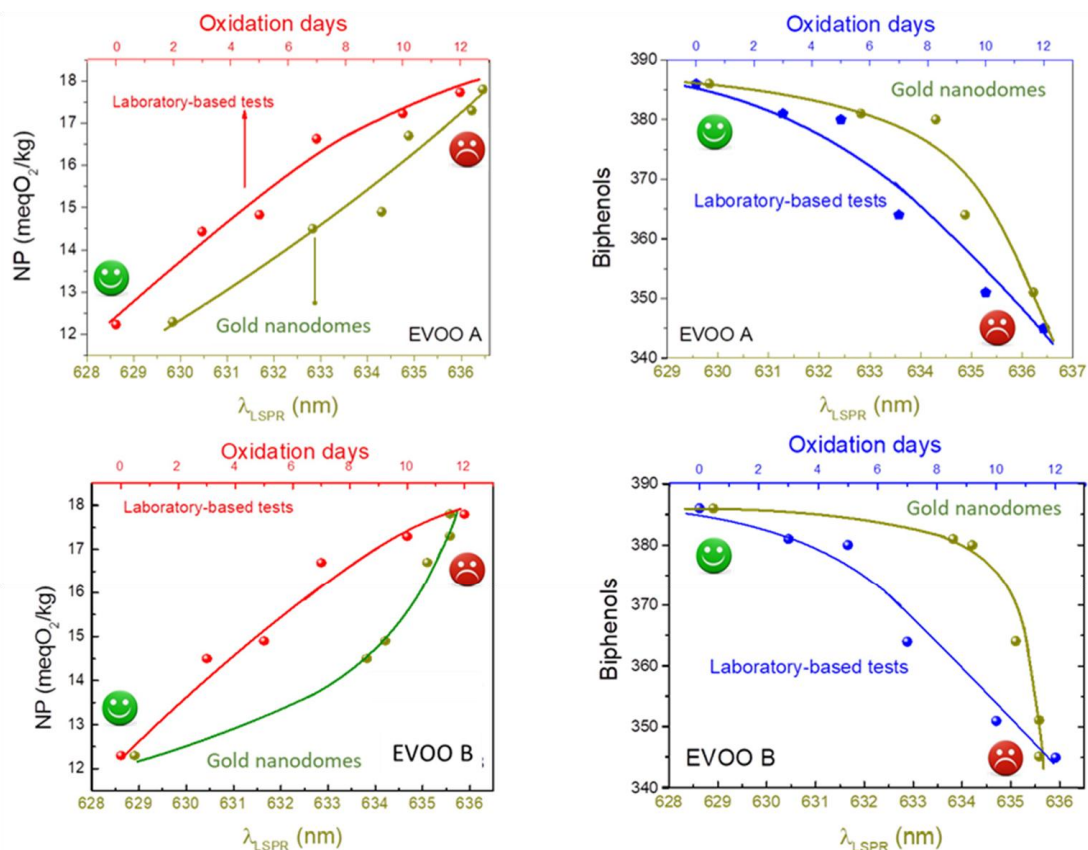 Oxidation days
0 2 4 6 8 10 12
NP (meqO₂/kg)
18
17
16
15
14
13
12
Laboratory-based tests
Gold nanodomes
EVOO A
628 629 630 631 632 633 634 635 636
λLSPR (nm)
Oxidation days
0 2 4 6 8 10 12
Biphenols
390
380
370
360
350
340
Gold nanodomes
Laboratory-based tests
EVOO A
629 630 631 632 633 634 635 636 637
λLSPR (nm)
Oxidation days
0 2 4 6 8 10 12
NP (meqO₂/kg)
18
17
16
15
14
13
12
Laboratory-based tests
Gold nanodomes
EVOO B
628 629 630 631 632 633 634 635 636
λLSPR (nm)
Oxidation days
0 2 4 6 8 10 12
Biphenols
390
380
370
360
350
340
Gold nanodomes
Laboratory-based tests
EVOO B
628 629 630 631 632 633 634 635 636
λLSPR (nm)